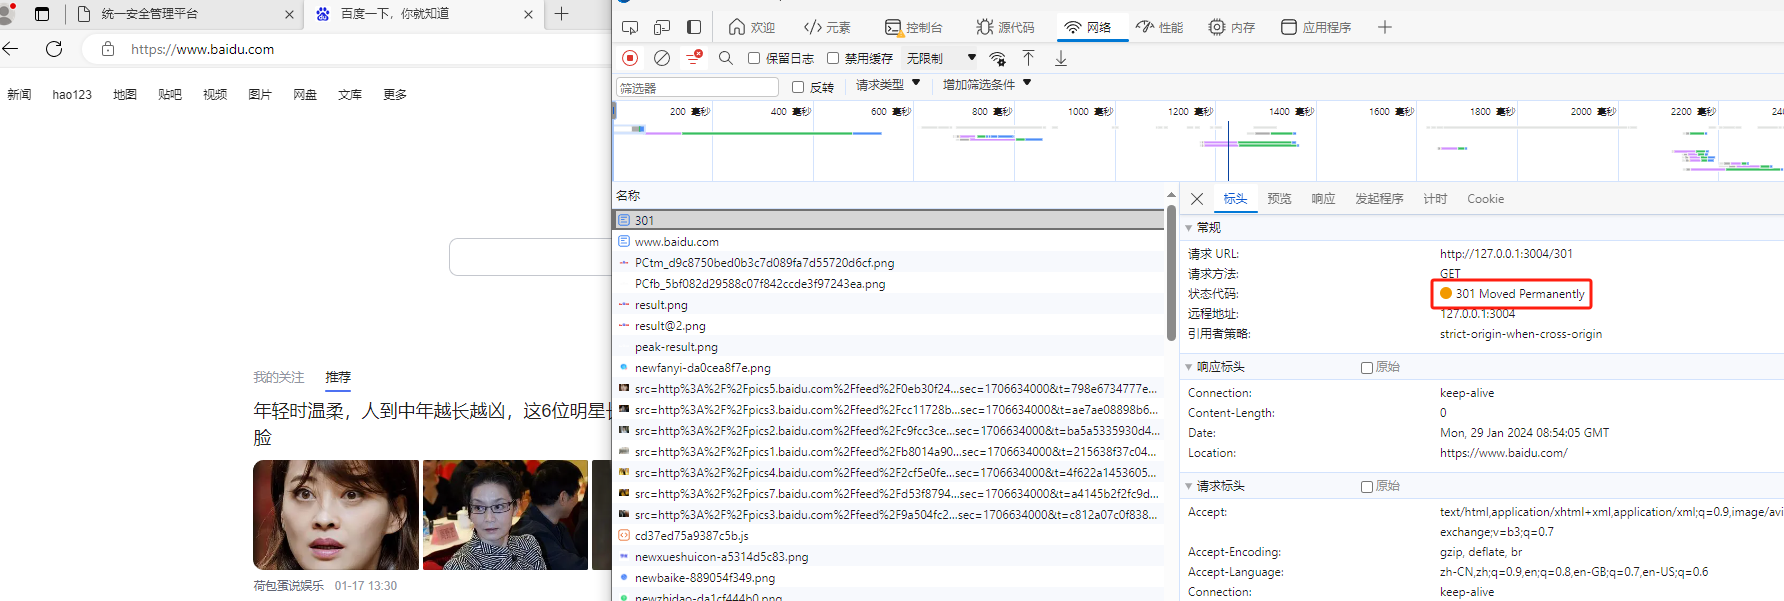 统一安全管理平台
百度一下，你就知道
https://www.baidu.com
新闻 hao123 地图 贴吧 视频 图片 网盘 文库 更多
我的关注 推荐
年轻时温柔，人到中年越长越凶，这6位明星
脸
荷包蛋说娱乐 01-17 13:30
欢迎 元素 控制台 源代码 网络 性能 内存 应用程序
保留日志 禁用缓存 无限制
筛选器 反转 请求类型 增加筛选条件
200 毫秒 400 毫秒 600 毫秒 800 毫秒 1000 毫秒 1200 毫秒 1400 毫秒 1600 毫秒 1800 毫秒 2000 毫秒 2200 毫秒
名称
301
www.baidu.com
PCtm_d9c8750bed0b3c7d089fa7d55720d6cf.png
PCfb_5bf082d29588c07f842ccde3f97243ea.png
result.png
result@2.png
peak-result.png
newfanyi-da0cea8f7e.png
src=http%3A%2F%2Fpics5.baidu.com%2Ffeed%2F0eb30f24...sec=1706634000&t=798e6734777e...
src=http%3A%2F%2Fpics3.baidu.com%2Ffeed%2Fcc11728b...sec=1706634000&t=ae7ae08898b6...
src=http%3A%2F%2Fpics2.baidu.com%2Ffeed%2Fc9fcc3ce...sec=1706634000&t=ba5a5335930d4...
src=http%3A%2F%2Fpics1.baidu.com%2Ffeed%2Fb8014a90...sec=1706634000&t=215638f37c04...
src=http%3A%2F%2Fpics4.baidu.com%2Ffeed%2F2cf5e0fe...sec=1706634000&t=4f622a1453605...
src=http%3A%2F%2Fpics7.baidu.com%2Ffeed%2Fd53f8794...sec=1706634000&t=a4145b2f2fc9d...
src=http%3A%2F%2Fpics3.baidu.com%2Ffeed%2F9a504fc2...sec=1706634000&t=c812a07c0f838...
cd37ed75a9387c5b.js
newxueshuicon-a5314d5c83.png
newbaike-889054f349.png
newzhidao-da1cf444b0.png
标头 预览 响应 发起程序 计时 Cookie
常规
请求 URL: http://127.0.0.1:3004/301
请求方法: GET
状态代码: 301 Moved Permanently
远程地址: 127.0.0.1:3004
引用者策略: strict-origin-when-cross-origin
响应标头 原始
Connection: keep-alive
Content-Length: 0
Date: Mon, 29 Jan 2024 08:54:05 GMT
Location: https://www.baidu.com/
请求标头 原始
Accept: text/html,application/xhtml+xml,application/xml;q=0.9,image/avi
exchange;v=b3;q=0.7
Accept-Encoding: gzip, deflate, br
Accept-Language: zh-CN,zh;q=0.9,en;q=0.8,en-GB;q=0.7,en-US;q=0.6
Connection: keep-alive